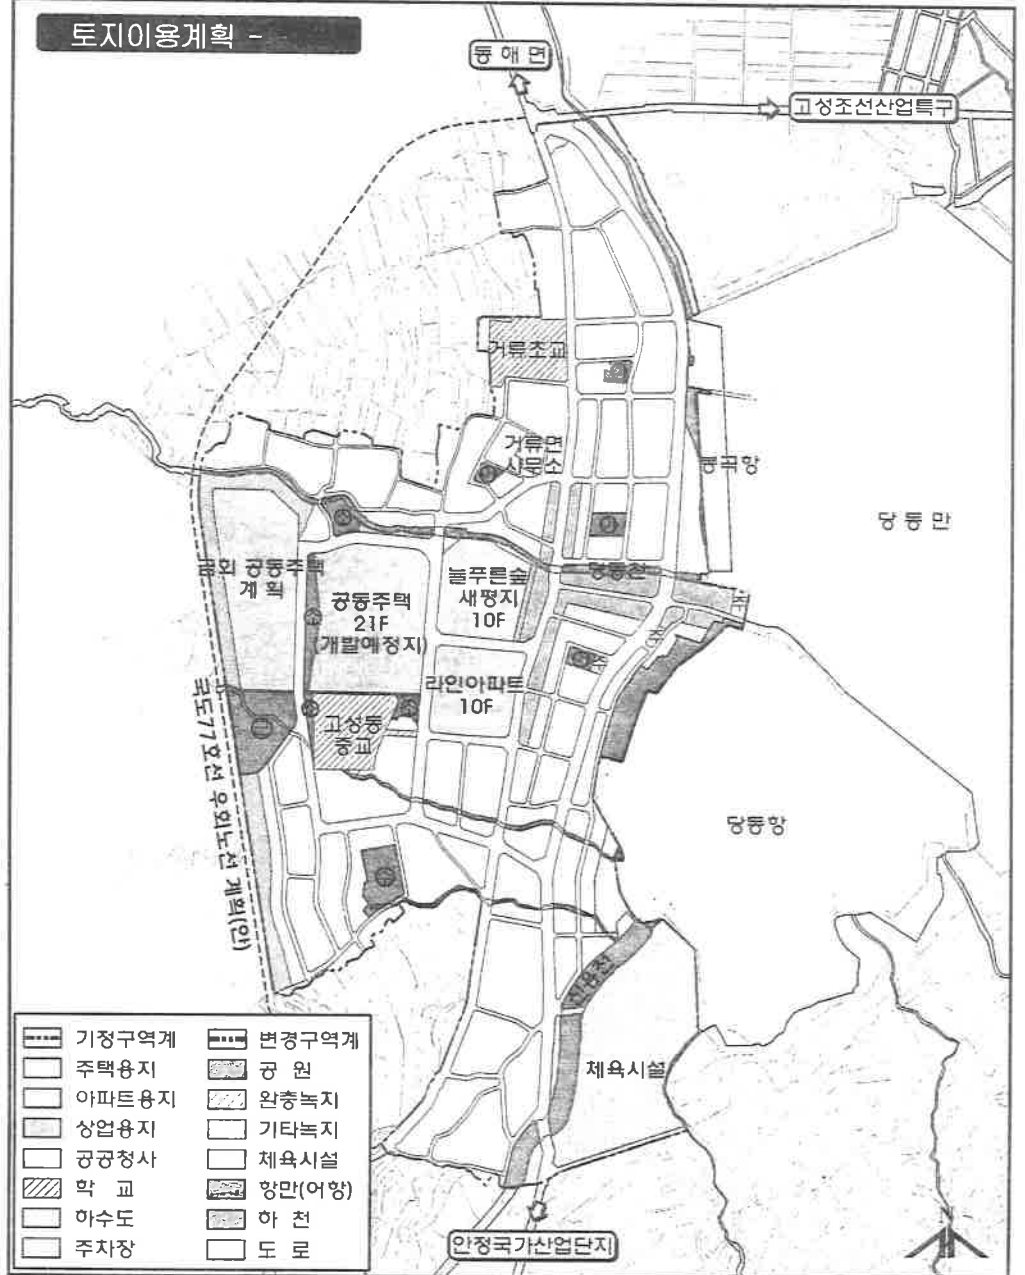 토지이용계획 -
동해면
고성조선산업특구
거류초교
거류면
사무소
당동만
당동천
공동주택
계획
공동주택
21F
(개발예정지)
늘푸른숲
새평지
10F
라인아파트
10F
고성동
중교
국도77호선 우회노선 계획(안)
당동항
체육시설
안정국가산업단지
N
기정구역계
변경구역계
주택용지
공 원
아파트용지
완충녹지
상업용지
기타녹지
공공청사
체육시설
학 교
항만(어항)
하수도
하 천
주차장
도 로